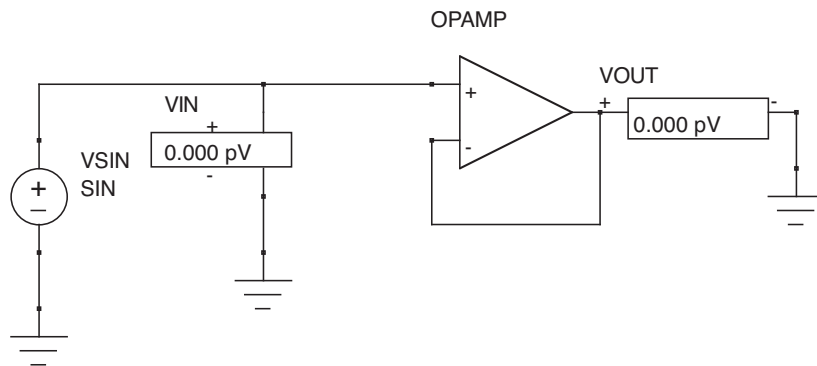 OPAMP
VOUT
+
-
0.000 pV
VIN
+
0.000 pV
-
VSIN
SIN
+
-
+
-